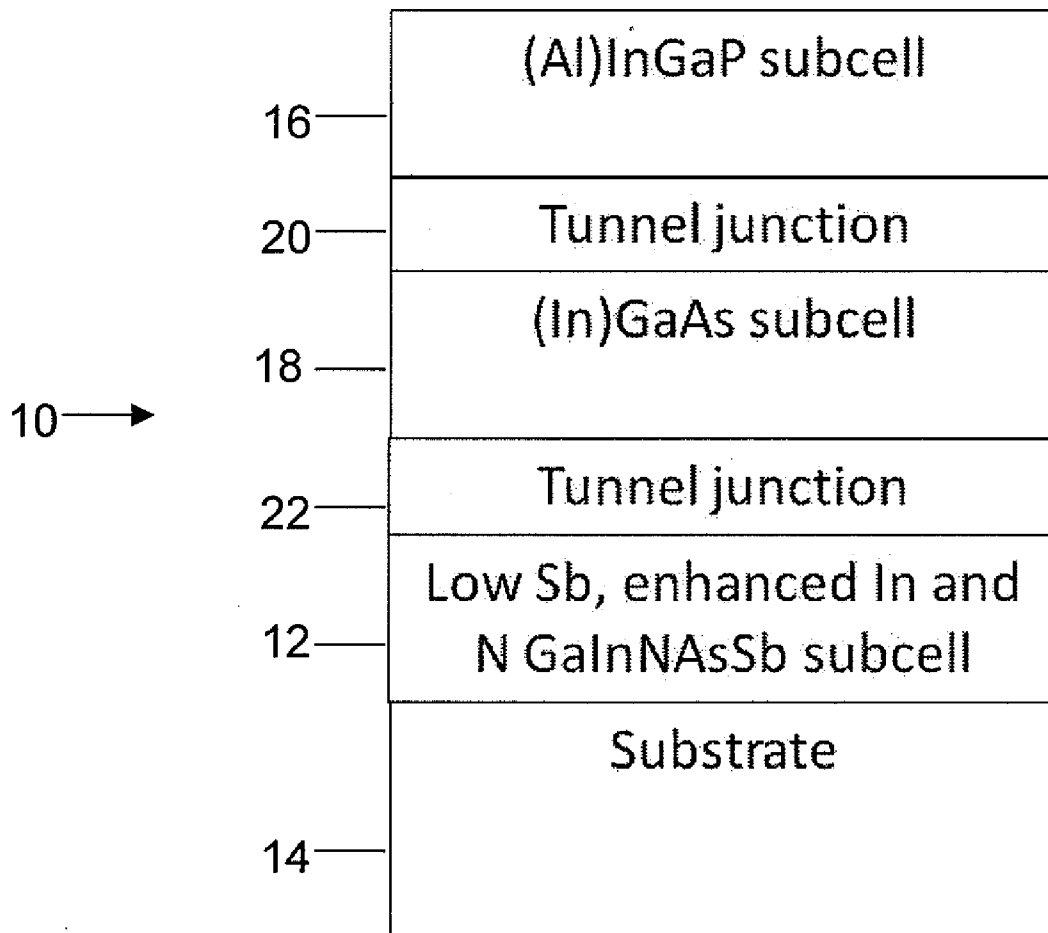 (Al)InGaP subcell
16
20
Tunnel junction
(In)GaAs subcell
18
10
Tunnel junction
22
Low Sb, enhanced In and
12
N GaInNAsSb subcell
Substrate
14